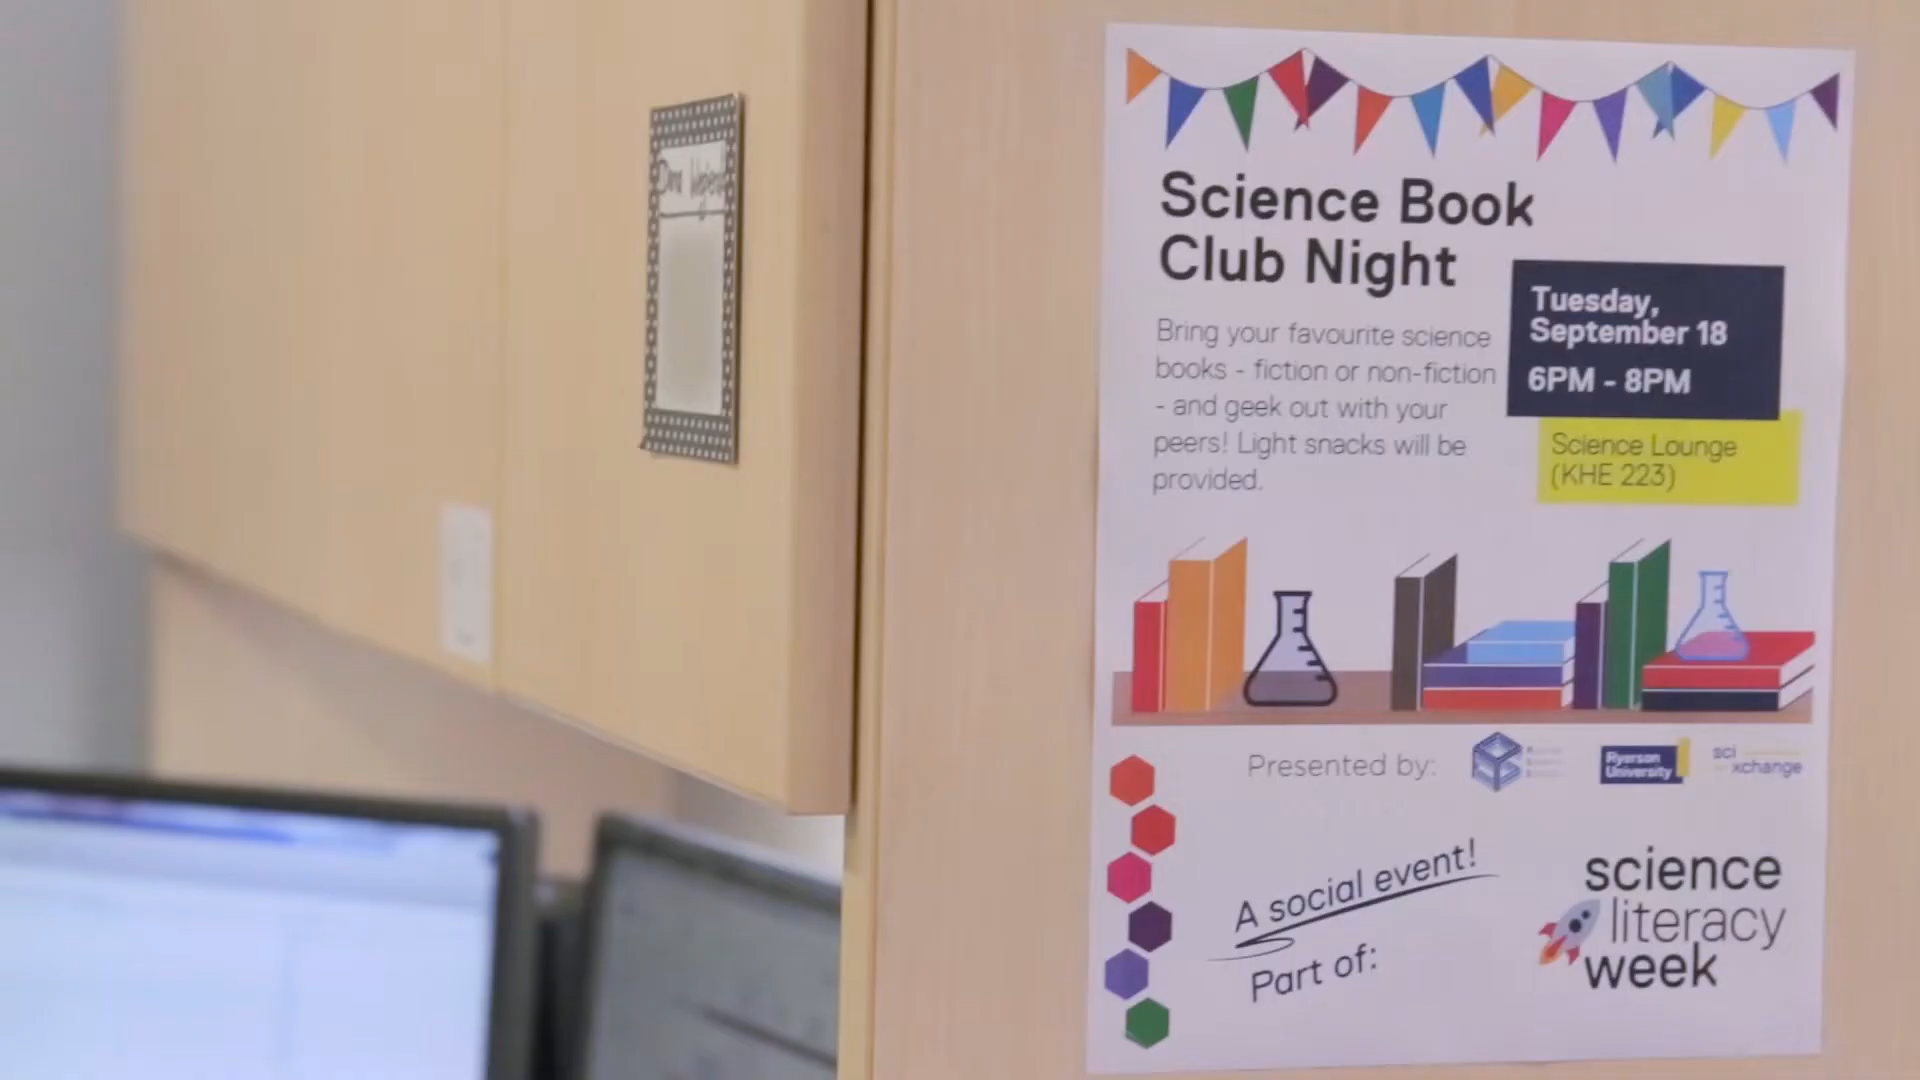 Science Book
Club Night
Tuesday,
September 18
6PM - 8PM
Science Lounge
(KHE 223)
Bring your favourite science
books - fiction or non-fiction
- and geek out with your
peers! Light snacks will be
provided.
Presented by:
Ryerson
University
sci
xchange
A social event!
Part of:
science
literacy
week